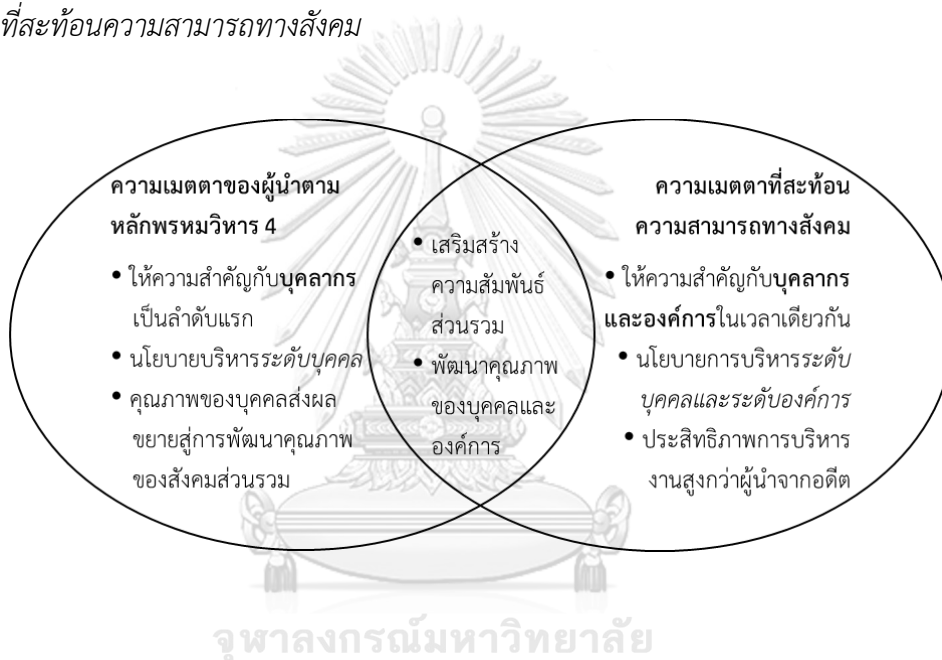 ที่สะท้อนความสามารถทางสังคม
ความเมตตาของผู้นำตาม
หลักพรหมวิหาร 4
• ให้ความสำคัญกับบุคลากร
เป็นลำดับแรก
• นโยบายบริหารระดับบุคคล
• คุณภาพของบุคคลส่งผล
ขยายสู่การพัฒนาคุณภาพ
ของสังคมส่วนรวม
• เสริมสร้าง
ความสัมพันธ์
ส่วนรวม
• พัฒนาคุณภาพ
ของบุคคลและ
องค์การ
ความเมตตาที่สะท้อน
ความสามารถทางสังคม
• ให้ความสำคัญกับบุคลากร
และองค์การในเวลาเดียวกัน
• นโยบายการบริหารระดับ
บุคคลและระดับองค์การ
• ประสิทธิภาพการบริหาร
งานสูงกว่าผู้นำจากอดีต
จุฬาลงกรณ์มหาวิทยาลัย